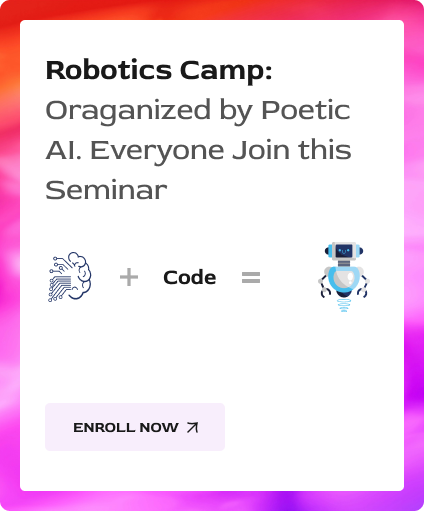 Robotics Camp:
Oraganized by Poetic
AI. Everyone Join this
Seminar
+ Code =
ENROLL NOW